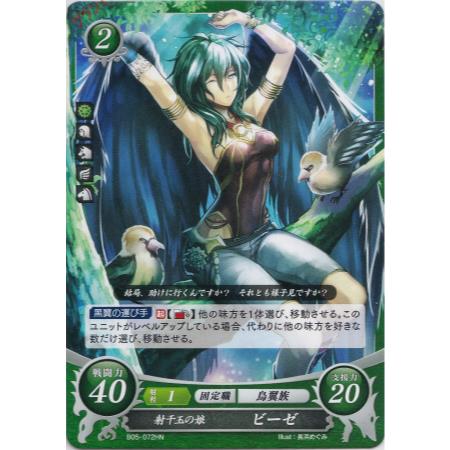 2
結局、助けに行くんですか? それとも様子見ですか?
黒翼の運び手 起【】他の味方を1体選び、移動させる。この
ユニットがレベルアップしている場合、代わりに他の味方を好きな
数だけ選び、移動させる。
戦闘力
40
射程 1 固定職 鳥翼族
支援力
20
射干玉の娘 ビーゼ
B05-072HN
Illust:長浜めぐみ